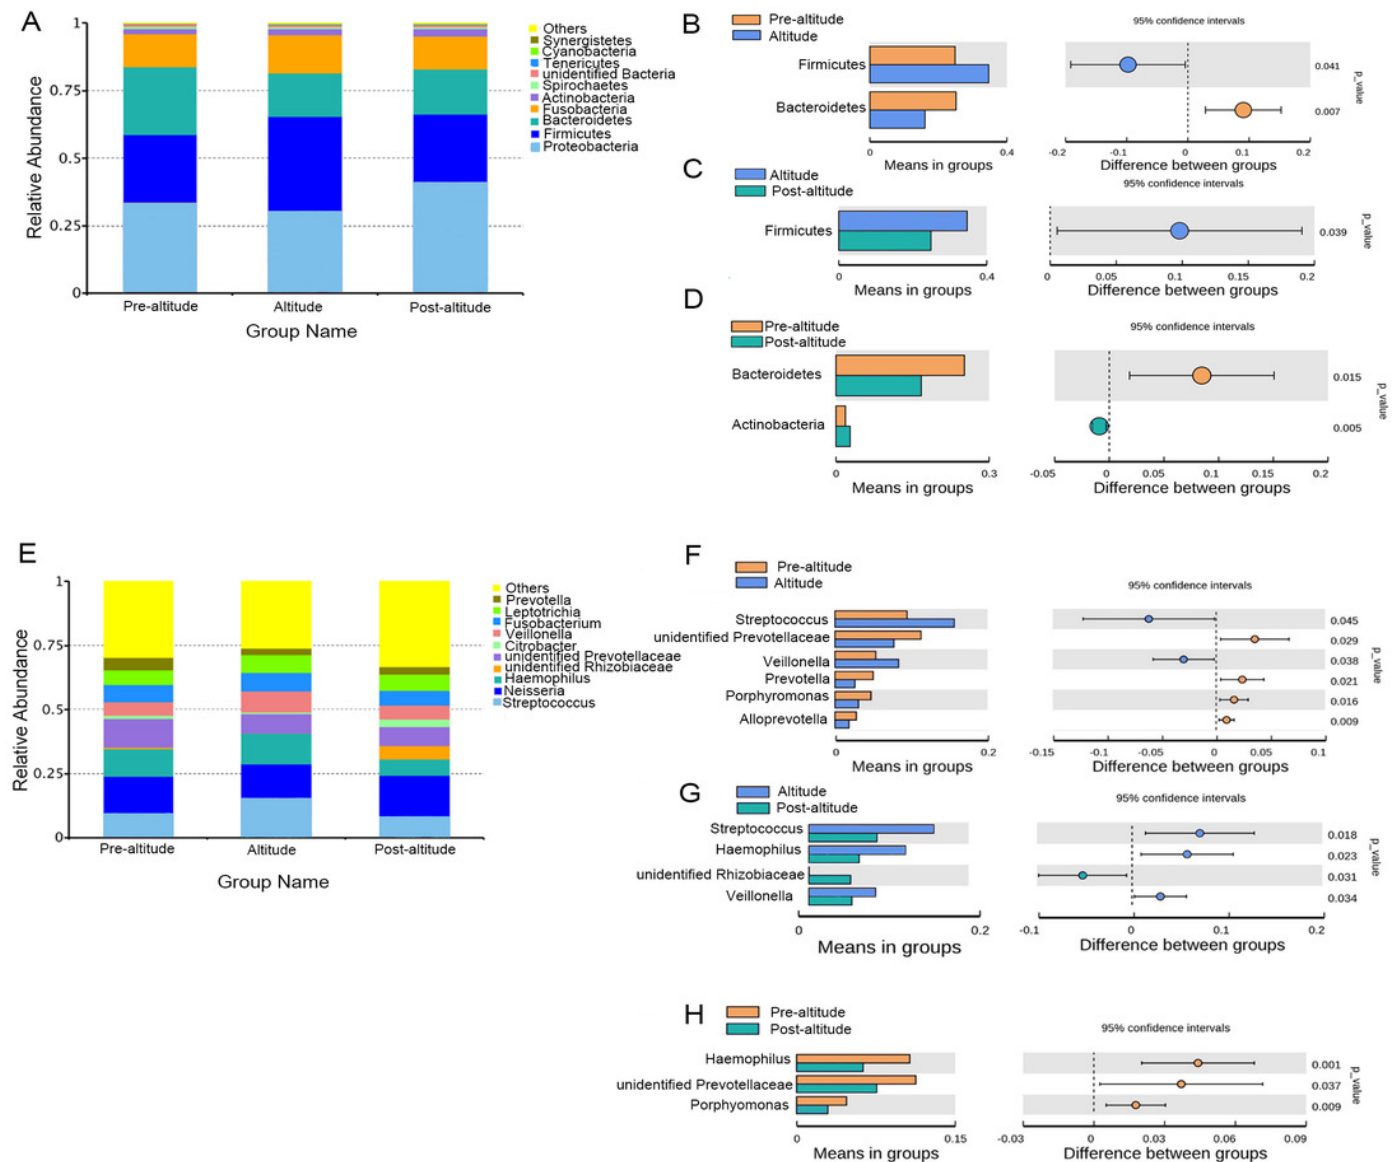 A
1
0.75
0.5
0.25
0
Relative Abundance
Pre-altitude
Altitude
Post-altitude
Group Name
Others
Synergistetes
Cyanobacteria
Tenericutes
unidentified Bacteria
Spirochaetes
Actinobacteria
Fusobacteria
Bacteroidetes
Firmicutes
Proteobacteria
B
Pre-altitude
Altitude
95% confidence intervals
Firmicutes
0.041
Bacteroidetes
0.007
p_value
0 0.4
-0.2 -0.1 0 0.1 0.2
Means in groups
Difference between groups
C
Altitude
Post-altitude
95% confidence intervals
Firmicutes
0.039
p_value
0 0.4
0 0.05 0.1 0.15 0.2
Means in groups
Difference between groups
D
Pre-altitude
Post-altitude
95% confidence intervals
Bacteroidetes
0.015
Actinobacteria
0.005
p_value
0 0.3
-0.05 0 0.05 0.1 0.15 0.2
Means in groups
Difference between groups
E
1
0.75
0.5
0.25
0
Relative Abundance
Pre-altitude
Altitude
Post-altitude
Group Name
Others
Prevotella
Leptotrichia
Fusobacterium
Veillonella
Citrobacter
unidentified Prevotellaceae
unidentified Rhizobiaceae
Haemophilus
Neisseria
Streptococcus
F
Pre-altitude
Altitude
95% confidence intervals
Streptococcus
0.045
unidentified Prevotellaceae
0.029
Veillonella
0.038
Prevotella
0.021
Porphyromonas
0.016
Alloprevotella
0.009
p_value
0 0.2
-0.15 -0.1 -0.05 0 0.05 0.1
Means in groups
Difference between groups
G
Altitude
Post-altitude
95% confidence intervals
Streptococcus
0.018
Haemophilus
0.023
unidentified Rhizobiaceae
0.031
Veillonella
0.034
p_value
0 0.2
-0.1 0 0.1 0.2
Means in groups
Difference between groups
H
Pre-altitude
Post-altitude
95% confidence intervals
Haemophilus
0.001
unidentified Prevotellaceae
0.037
Porphyomonas
0.009
p_value
0 0.15
-0.03 0 0.03 0.06 0.09
Means in groups
Difference between groups